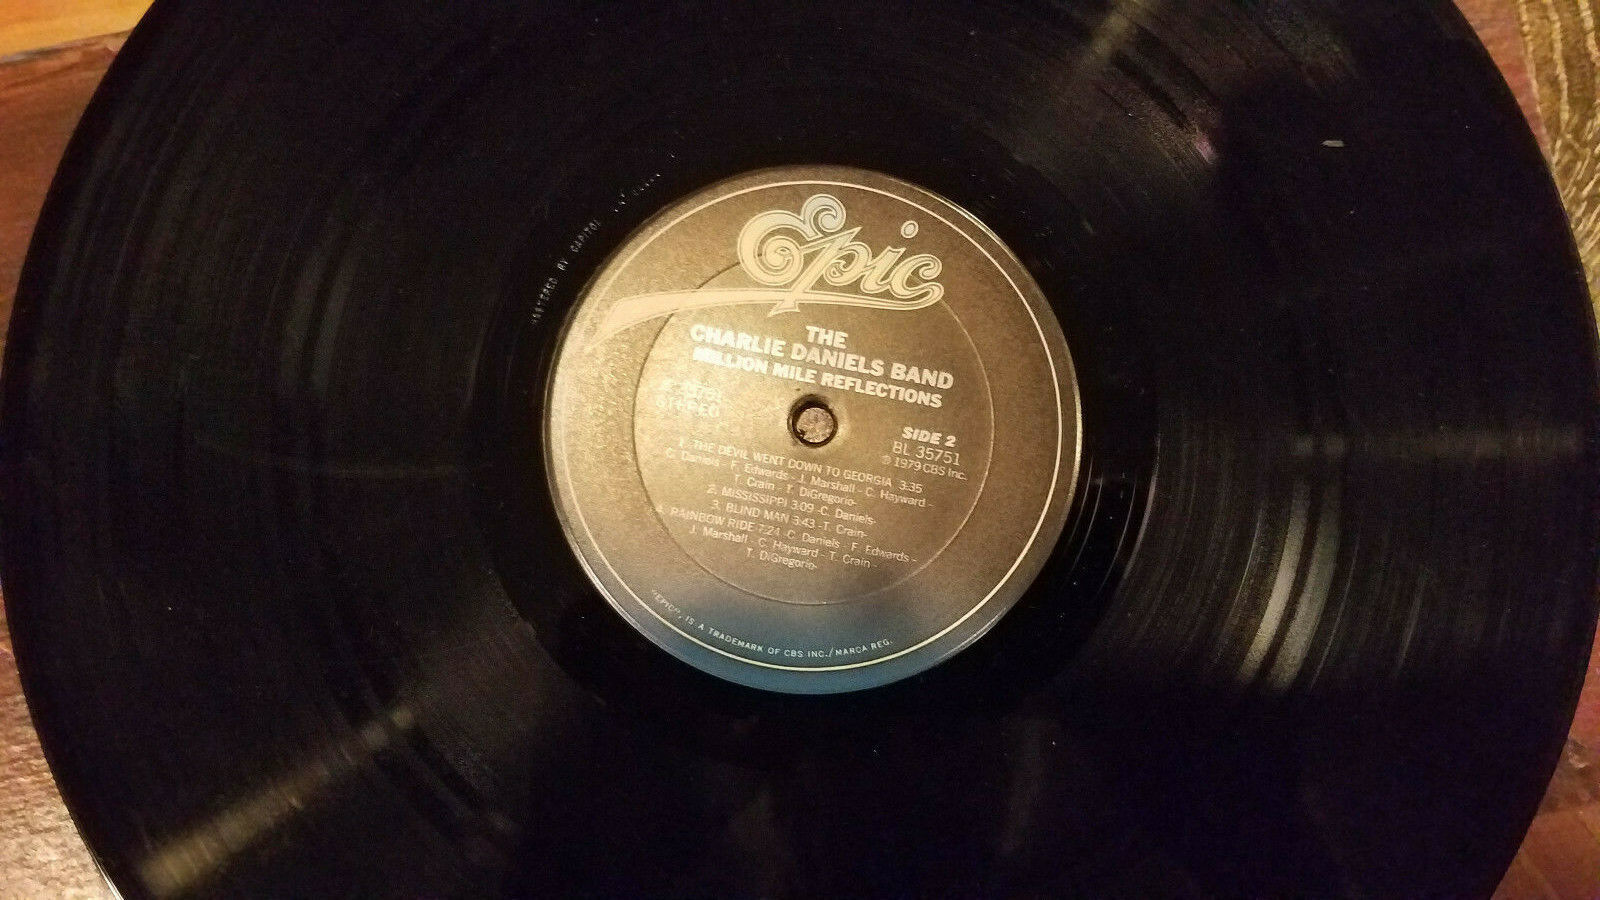 MASTERED BY CAPITOL
Epic
THE
CHARLIE DANIELS BAND
MILLION MILE REFLECTIONS
STEREO
SIDE 2
BL 35751
℗ 1979 CBS Inc.
1. THE DEVIL WENT DOWN TO GEORGIA 3:35
C. Daniels - F. Edwards - J. Marshall - C. Hayward -
T. Crain - T. DiGregorio-
2. MISSISSIPPI 3:09 -C. Daniels-
3. BLIND MAN 3:43 -T. Crain-
4. RAINBOW RIDE 7:24 -C. Daniels - F. Edwards -
J. Marshall - C. Hayward - T. Crain -
T. DiGregorio-
"EPIC", IS A TRADEMARK OF CBS INC./MARCA REG.